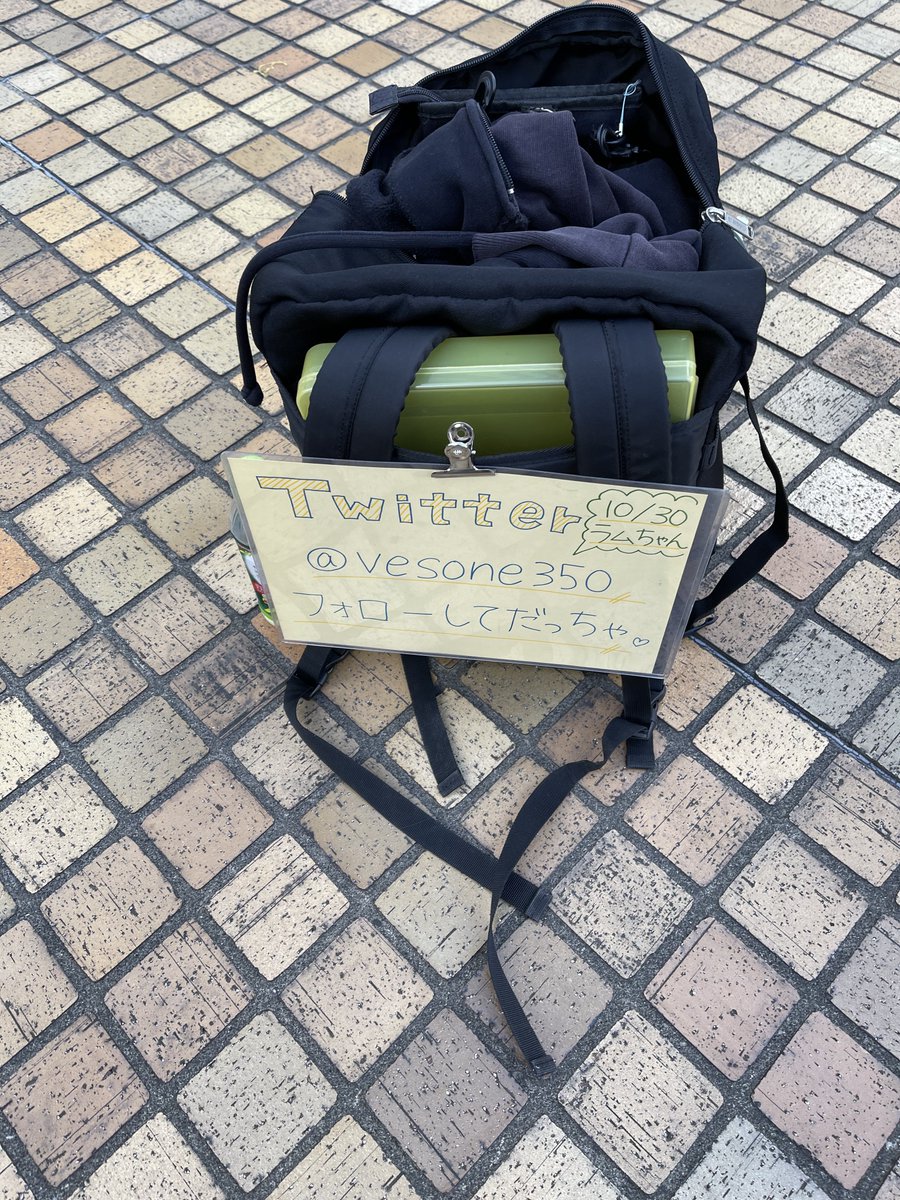 Twitter
10/30
ラムちゃん
@vesone350
フォローしてだっちゃ♡